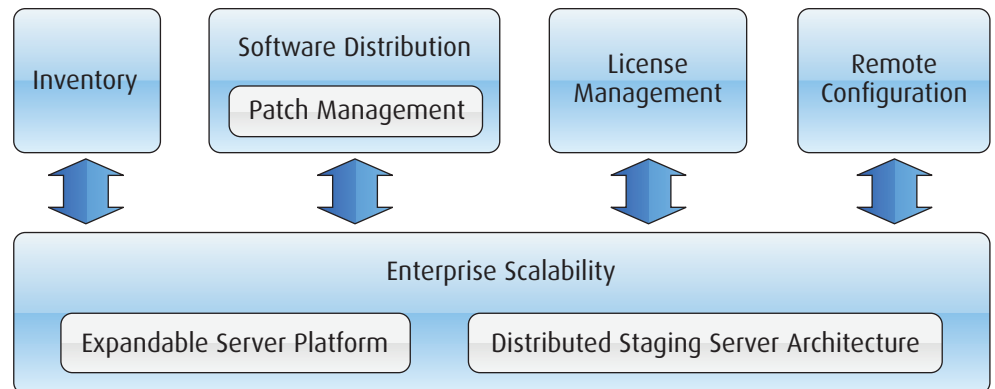 Inventory
Software Distribution
Patch Management
License
Management
Remote
Configuration
Enterprise Scalability
Expandable Server Platform
Distributed Staging Server Architecture